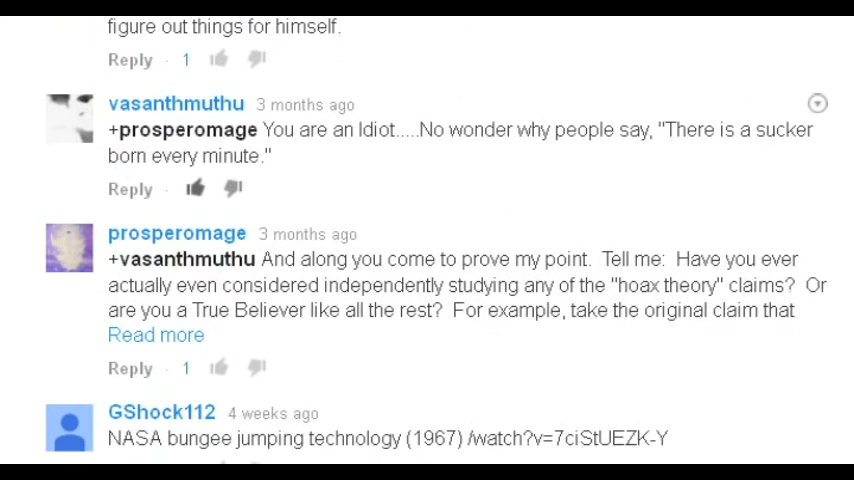 figure out things for himself.
Reply · 1
vasanthmuthu 3 months ago
+prosperomage You are an Idiot.....No wonder why people say, "There is a sucker
born every minute."
Reply ·
prosperomage 3 months ago
+vasanthmuthu And along you come to prove my point. Tell me: Have you ever
actually even considered independently studying any of the "hoax theory" claims? Or
are you a True Believer like all the rest? For example, take the original claim that
Read more
Reply · 1
GShock112 4 weeks ago
NASA bungee jumping technology (1967) /watch?v=7ciStUEZK-Y